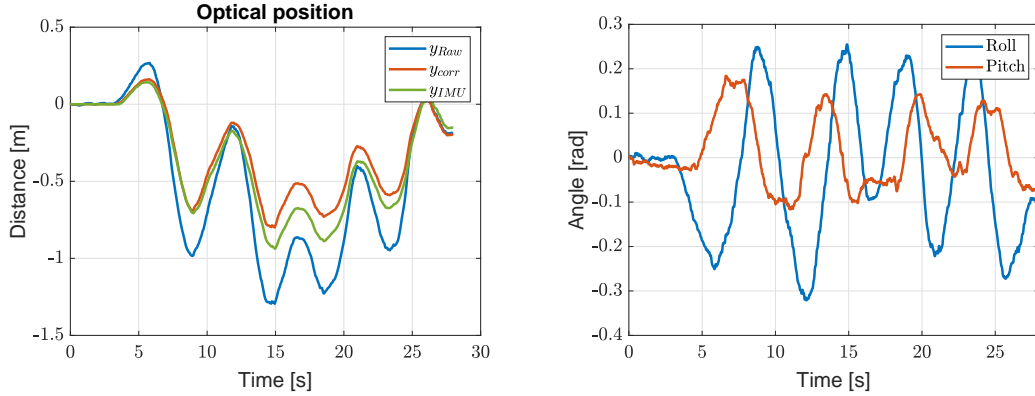 Optical position
0.5
0
-0.5
-1
-1.5
Distance [m]
0 5 10 15 20 25 30
Time [s]
y_Raw
y_corr
y_IMU
0.3
0.2
0.1
0
-0.1
-0.2
-0.3
-0.4
Angle [rad]
0 5 10 15 20 25
Time [s]
Roll
Pitch